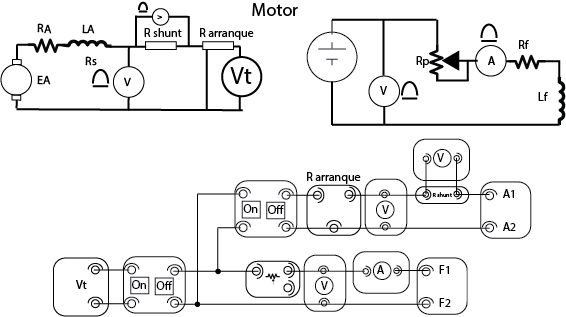 Motor
RA LA R shunt R arranque
>
Rs
EA V Vt
Rf
Rp A
V
Lf
V
R arranque
R shunt A1
On Off V
A2
A F1
Vt On Off V
F2